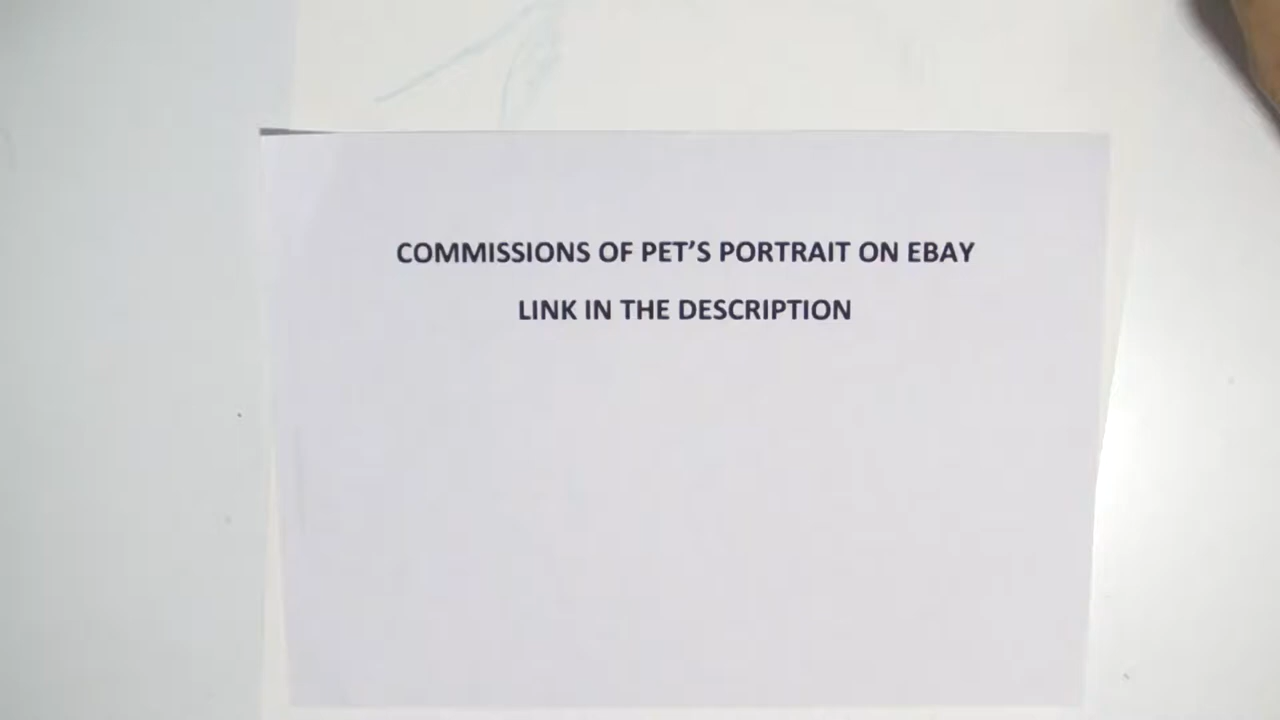 COMMISSIONS OF PET’S PORTRAIT ON EBAY
LINK IN THE DESCRIPTION